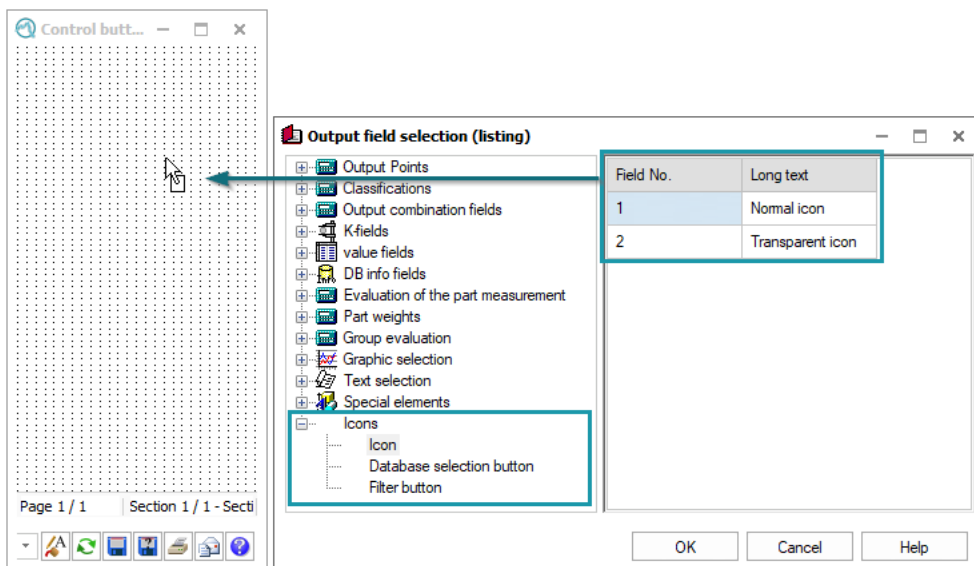 Control butt...
Page 1 / 1
Section 1 / 1 - Secti
Output field selection (listing)
Output Points
Classifications
Output combination fields
K-fields
value fields
DB info fields
Evaluation of the part measurement
Part weights
Group evaluation
Graphic selection
Text selection
Special elements
Icons
Icon
Database selection button
Filter button
Field No. Long text
1 Normal icon
2 Transparent icon
OK Cancel Help